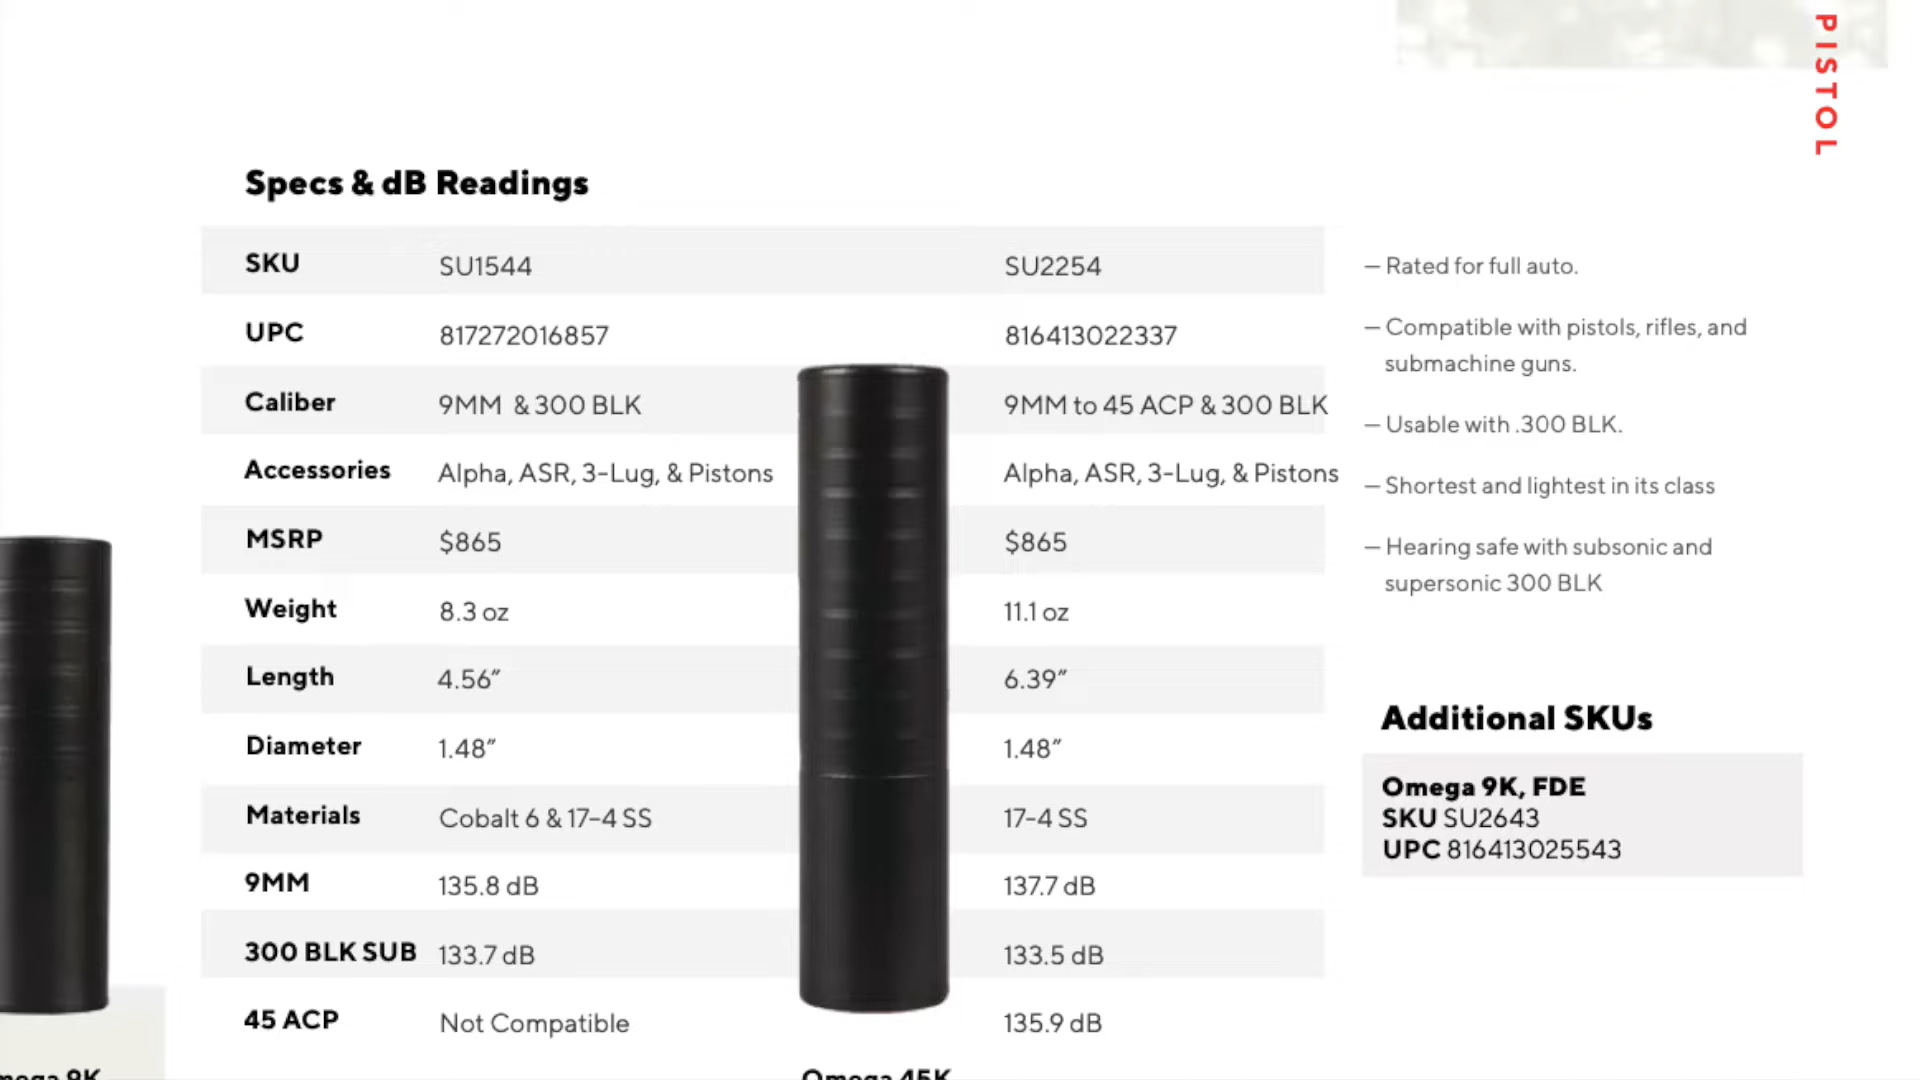 PISTOL
Specs & dB Readings
SKU SU1544 SU2254
UPC 817272016857 816413022337
Caliber 9MM & 300 BLK 9MM to 45 ACP & 300 BLK
Accessories Alpha, ASR, 3-Lug, & Pistons Alpha, ASR, 3-Lug, & Pistons
MSRP $865 $865
Weight 8.3 oz 11.1 oz
Length 4.56” 6.39”
Diameter 1.48” 1.48”
Materials Cobalt 6 & 17-4 SS 17-4 SS
9MM 135.8 dB 137.7 dB
300 BLK SUB 133.7 dB 133.5 dB
45 ACP Not Compatible 135.9 dB
— Rated for full auto.
— Compatible with pistols, rifles, and
submachine guns.
— Usable with .300 BLK.
— Shortest and lightest in its class
— Hearing safe with subsonic and
supersonic 300 BLK
Additional SKUs
Omega 9K, FDE
SKU SU2643
UPC 816413025543
9K
Omega 45K